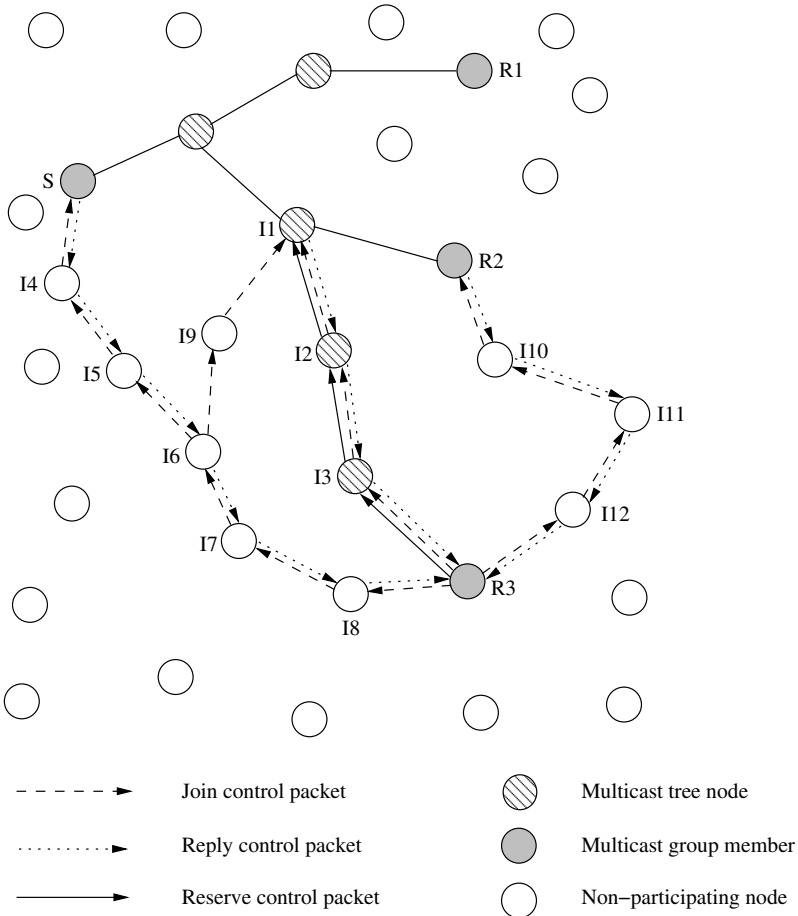 R1
S
I1
R2
I4
I9
I10
I2
I5
I11
I6
I3
I12
I7
R3
I8
Join control packet
Multicast tree node
Reply control packet
Multicast group member
Reserve control packet
Non−participating node